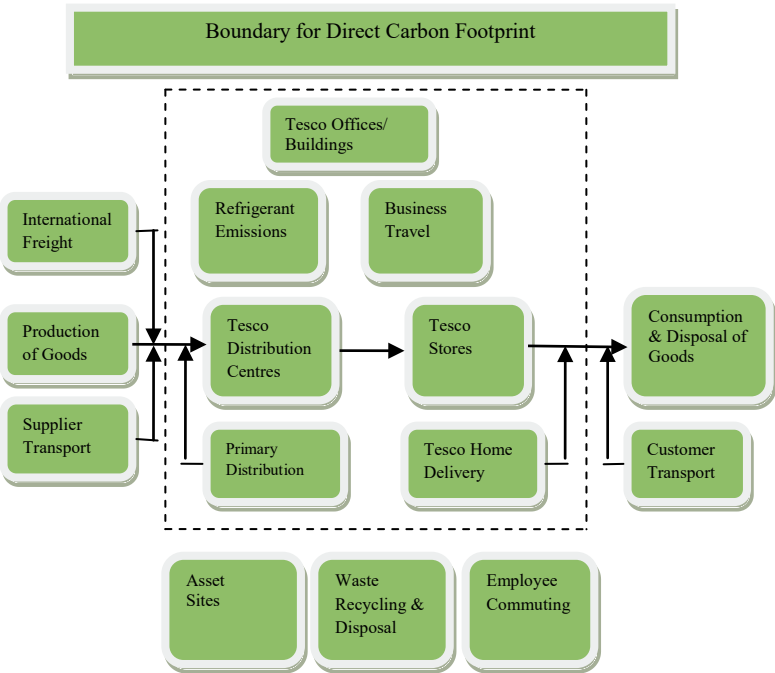 Boundary for Direct Carbon Footprint
Tesco Offices/
Buildings
Refrigerant
Emissions
Business
Travel
International
Freight
Production
of Goods
Supplier
Transport
Tesco
Distribution
Centres
Tesco
Stores
Consumption
& Disposal of
Goods
Primary
Distribution
Tesco Home
Delivery
Customer
Transport
Asset
Sites
Waste
Recycling &
Disposal
Employee
Commuting